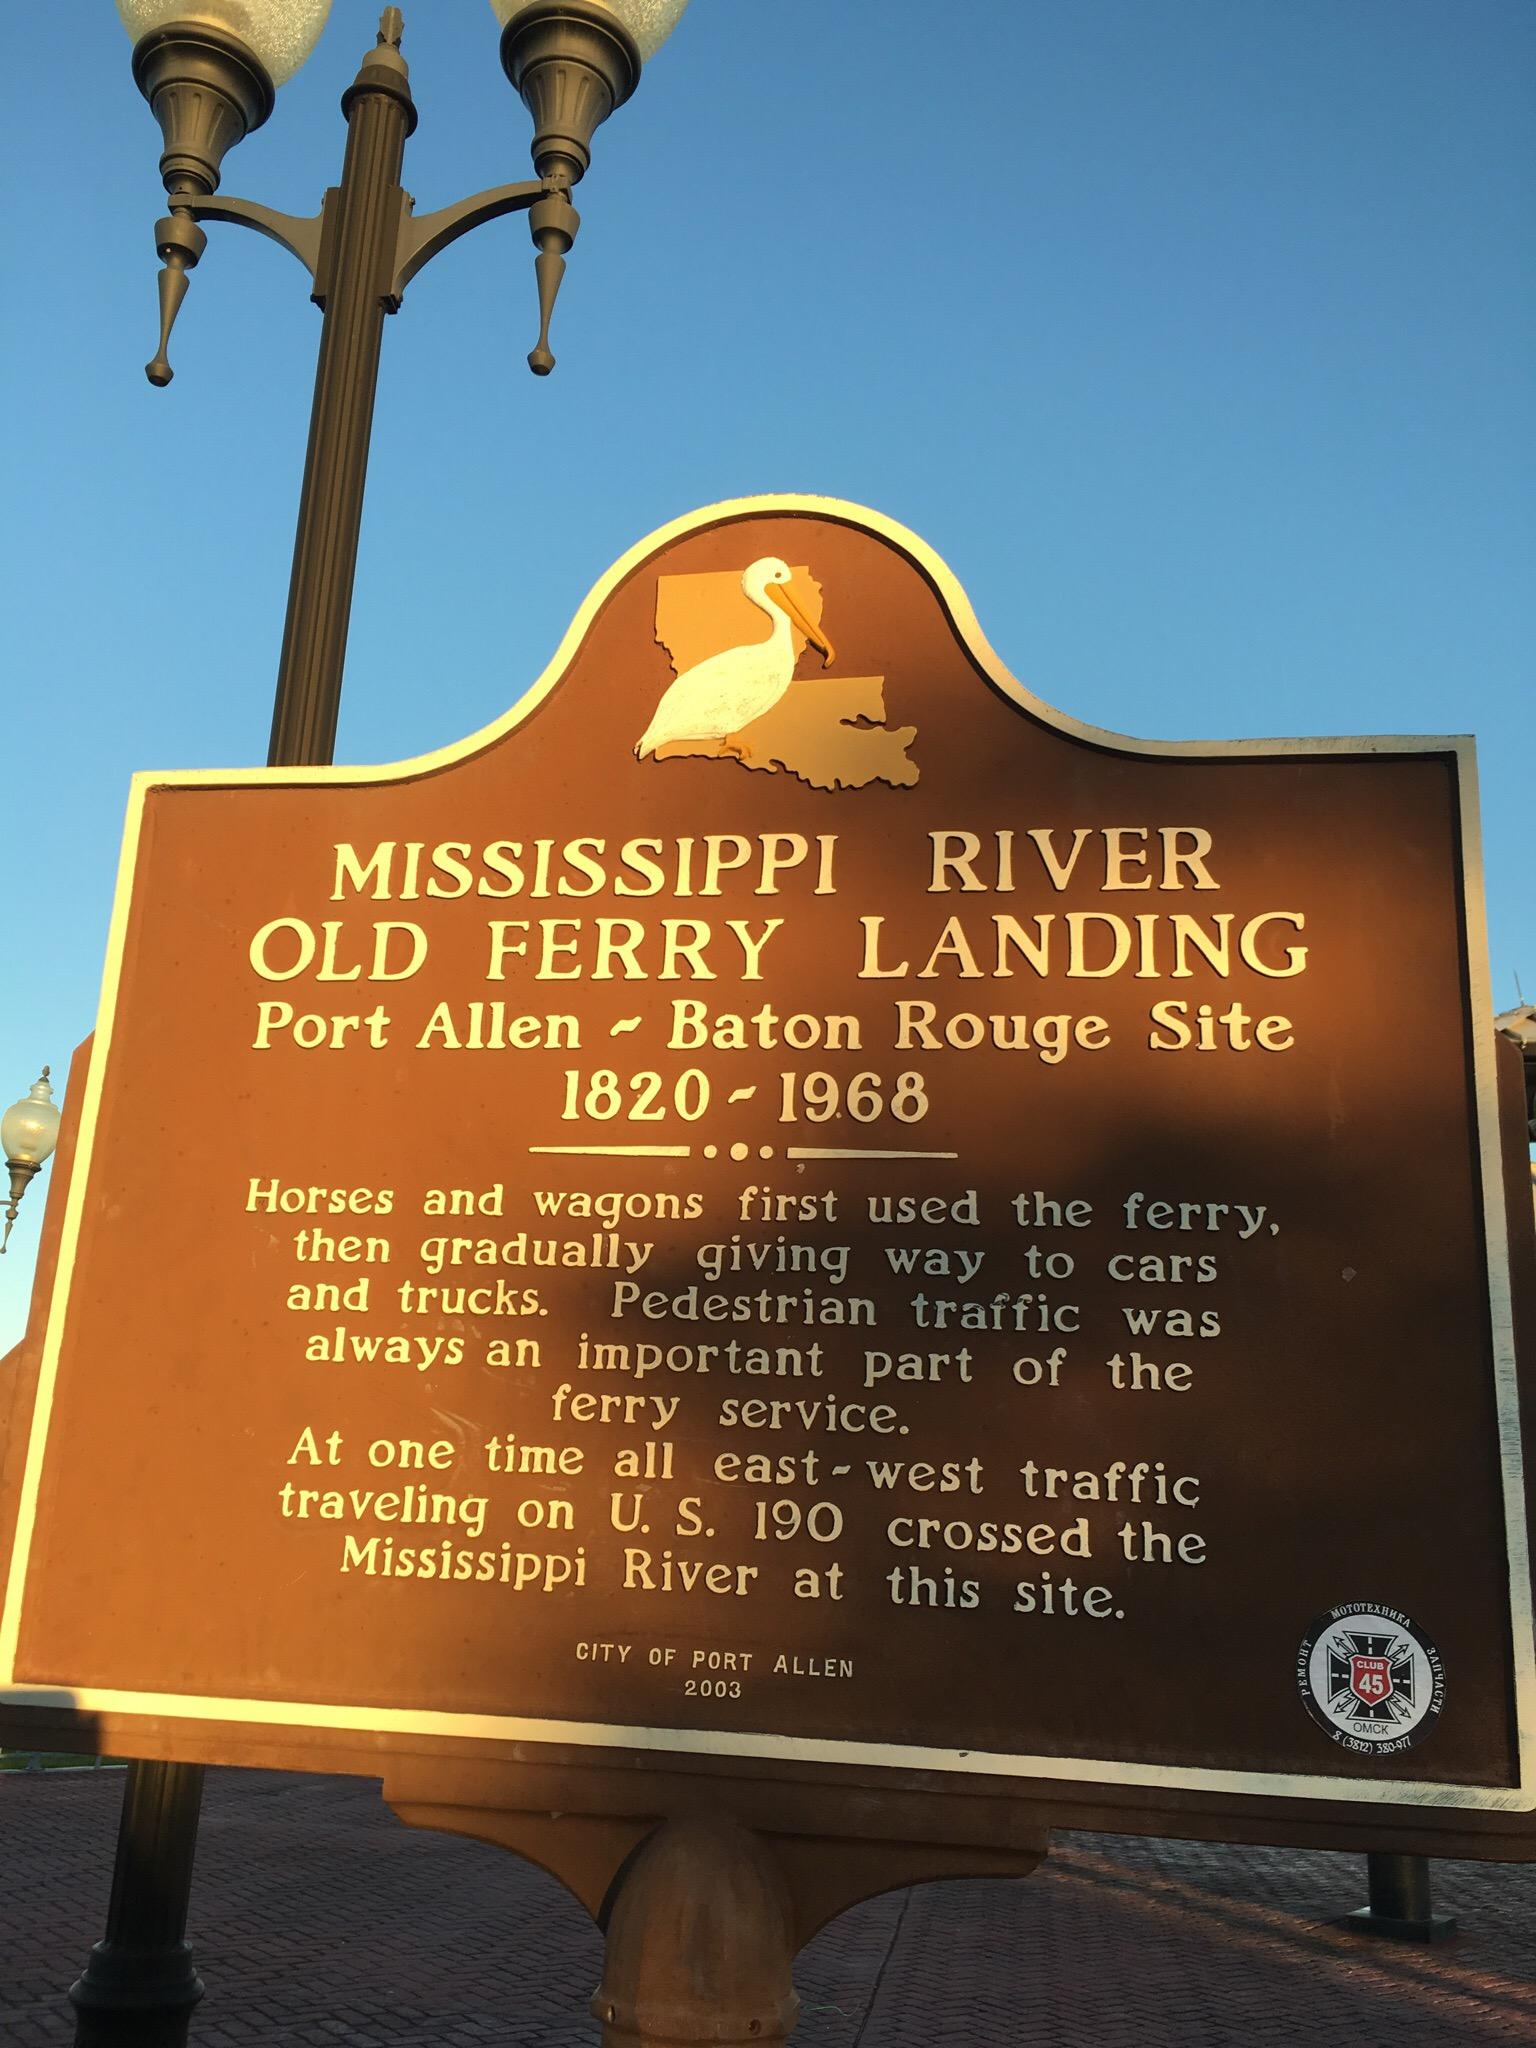 MISSISSIPPI RIVER
OLD FERRY LANDING
Port Allen ~ Baton Rouge Site
1820 ~ 1968
Horses and wagons first used the ferry,
then gradually giving way to cars
and trucks. Pedestrian traffic was
always an important part of the
ferry service.
At one time all east-west traffic
traveling on U. S. 190 crossed the
Mississippi River at this site.
CITY OF PORT ALLEN
2003
РЕМОНТ МОТОТЕХНИКА ЗАПЧАСТИ
CLUB
45
ОМСК
8 (3812) 380-977